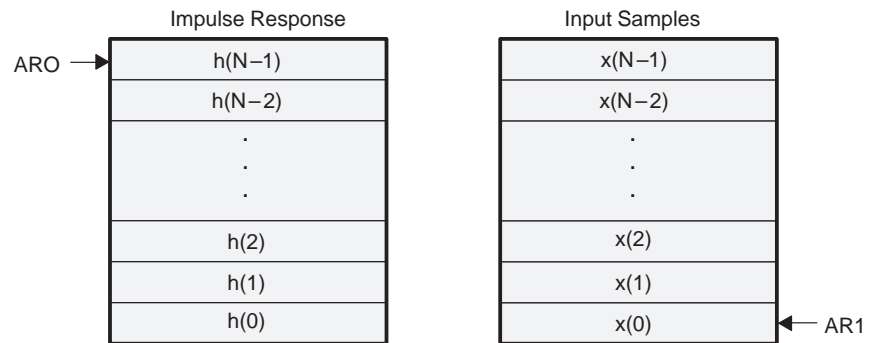 Impulse Response Input Samples
ARO h(N–1) x(N–1)
h(N–2) x(N–2)
. .
. .
. .
h(2) x(2)
h(1) x(1)
h(0) x(0) AR1